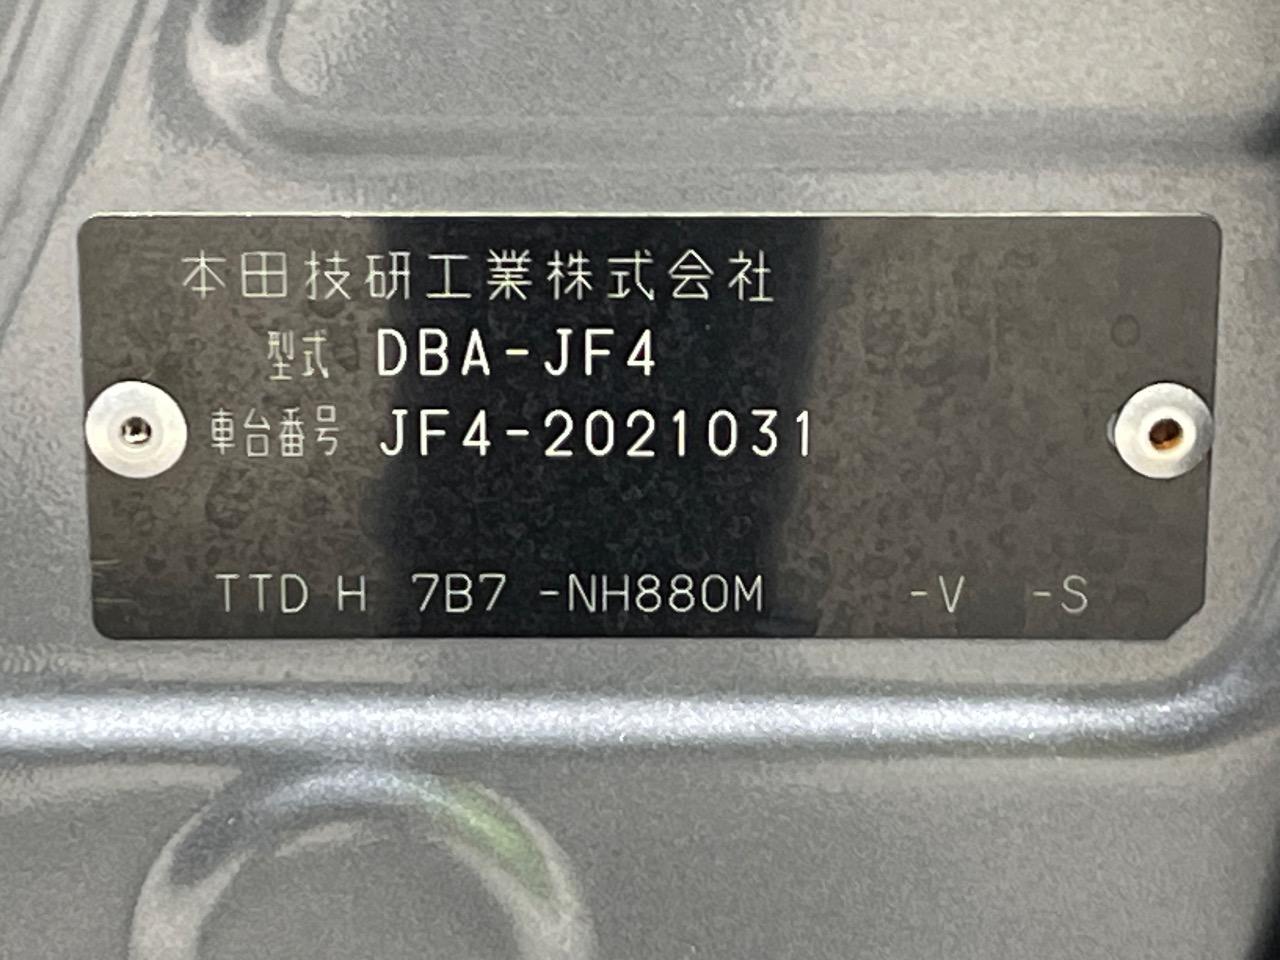 本田技研工業株式会社
型式 DBA-JF4
車台番号 JF4-2021031
TTD H 7B7 -NH880M -V -S